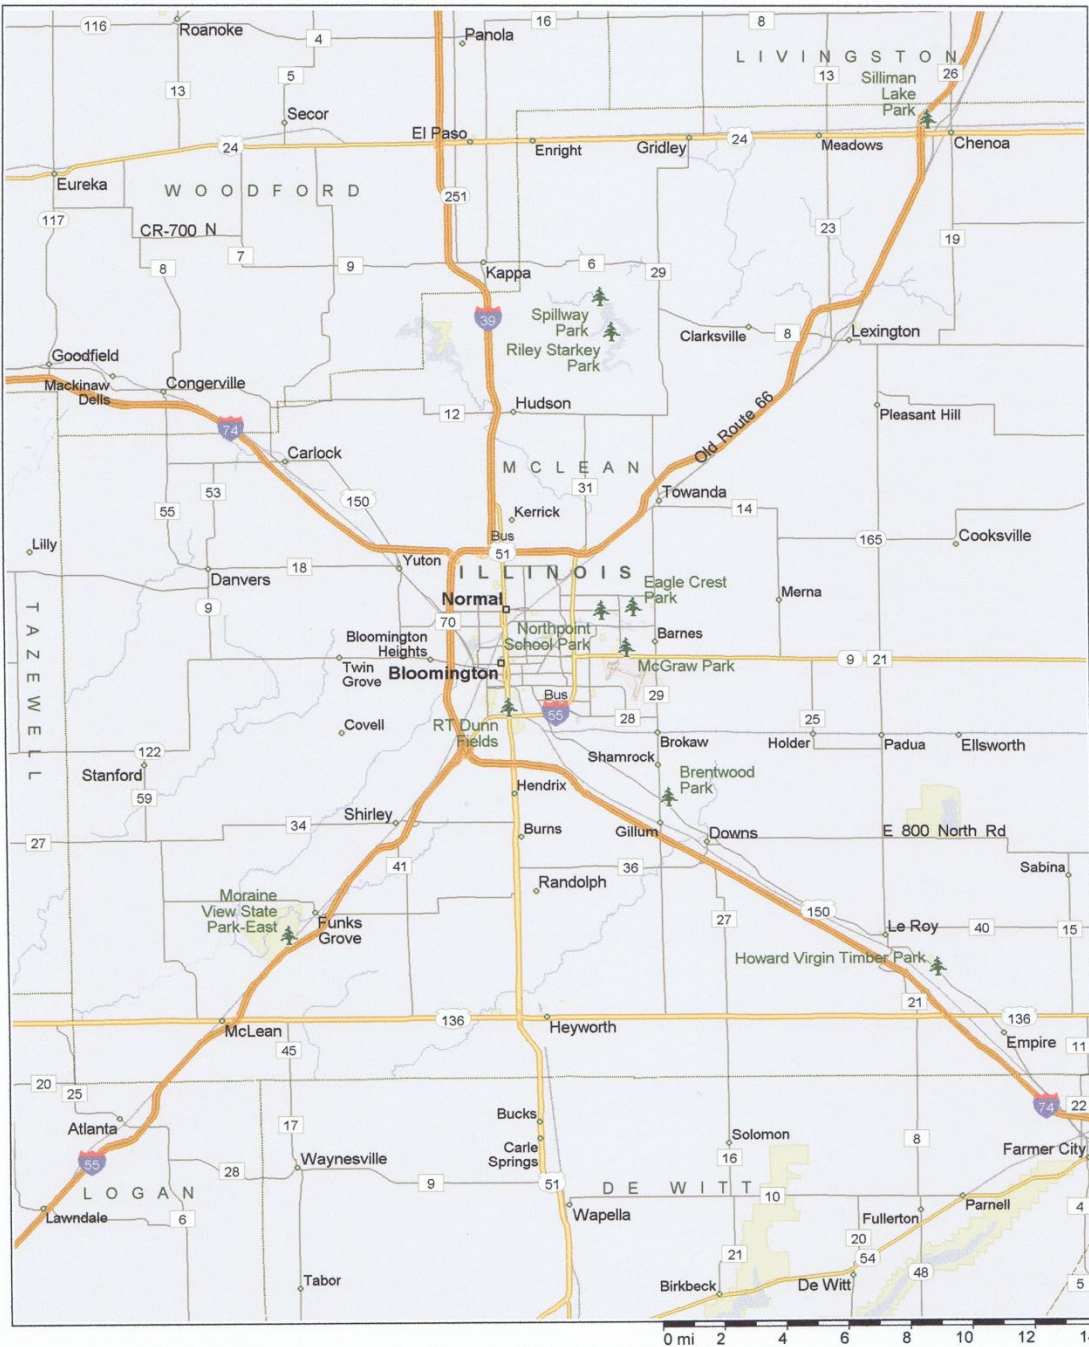 116
Roanoke
4
Panola
16
8
LIVINGSTON
5
13
13
26
Silliman
Lake
Park
Secor
El Paso
24
Enright
Gridley
24
Meadows
Chenoa
Eureka
WOODFORD
251
117
CR-700 N
23
19
7
8
9
Kappa
6
29
39
Spillway
Park
Riley Starkey
Park
Clarksville
8
Lexington
Goodfield
Mackinaw
Dells
Congerville
12
Hudson
Old Route 66
Pleasant Hill
74
Carlock
MCLEAN
53
150
31
Towanda
55
Kerrick
14
Lilly
Bus
51
165
Cooksville
Danvers
18
Yuton
ILLINOIS
Eagle Crest
Park
TAZEWELL
9
Normal
Merna
70
Northpoint
School Park
Barnes
Bloomington
Heights
Twin
Grove
Bloomington
McGraw Park
9
21
Bus
55
29
28
25
Covell
RT Dunn
Fields
122
Shamrock
Brokaw
Holder
Padua
Ellsworth
Stanford
Brentwood
Park
59
Hendrix
Shirley
34
Burns
Gillum
Downs
E 800 North Rd
27
41
36
Sabina
Randolph
Moraine
View State
Park-East
Funks
Grove
27
150
Le Roy
40
15
Howard Virgin Timber Park
21
McLean
136
Heyworth
136
Empire
45
11
20
25
74
22
Atlanta
17
Bucks
Solomon
8
Carle
Springs
16
Farmer City
55
28
Waynesville
9
51
LOGAN
DE WITT
10
Lawndale
6
Wapella
Fullerton
Parnell
4
20
21
54
Tabor
Birkbeck
De Witt
48
5
0 mi 2 4 6 8 10 12